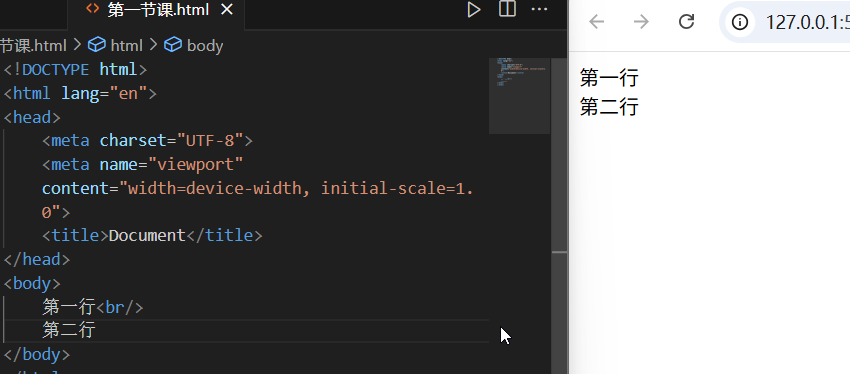 第一节课.html
节课.html > html > body
<!DOCTYPE html>
<html lang="en">
<head>
<meta charset="UTF-8">
<meta name="viewport"
content="width=device-width, initial-scale=1.
0">
<title>Document</title>
</head>
<body>
第一行<br/>
第二行
</body>
127.0.0.1:5
第一行
第二行